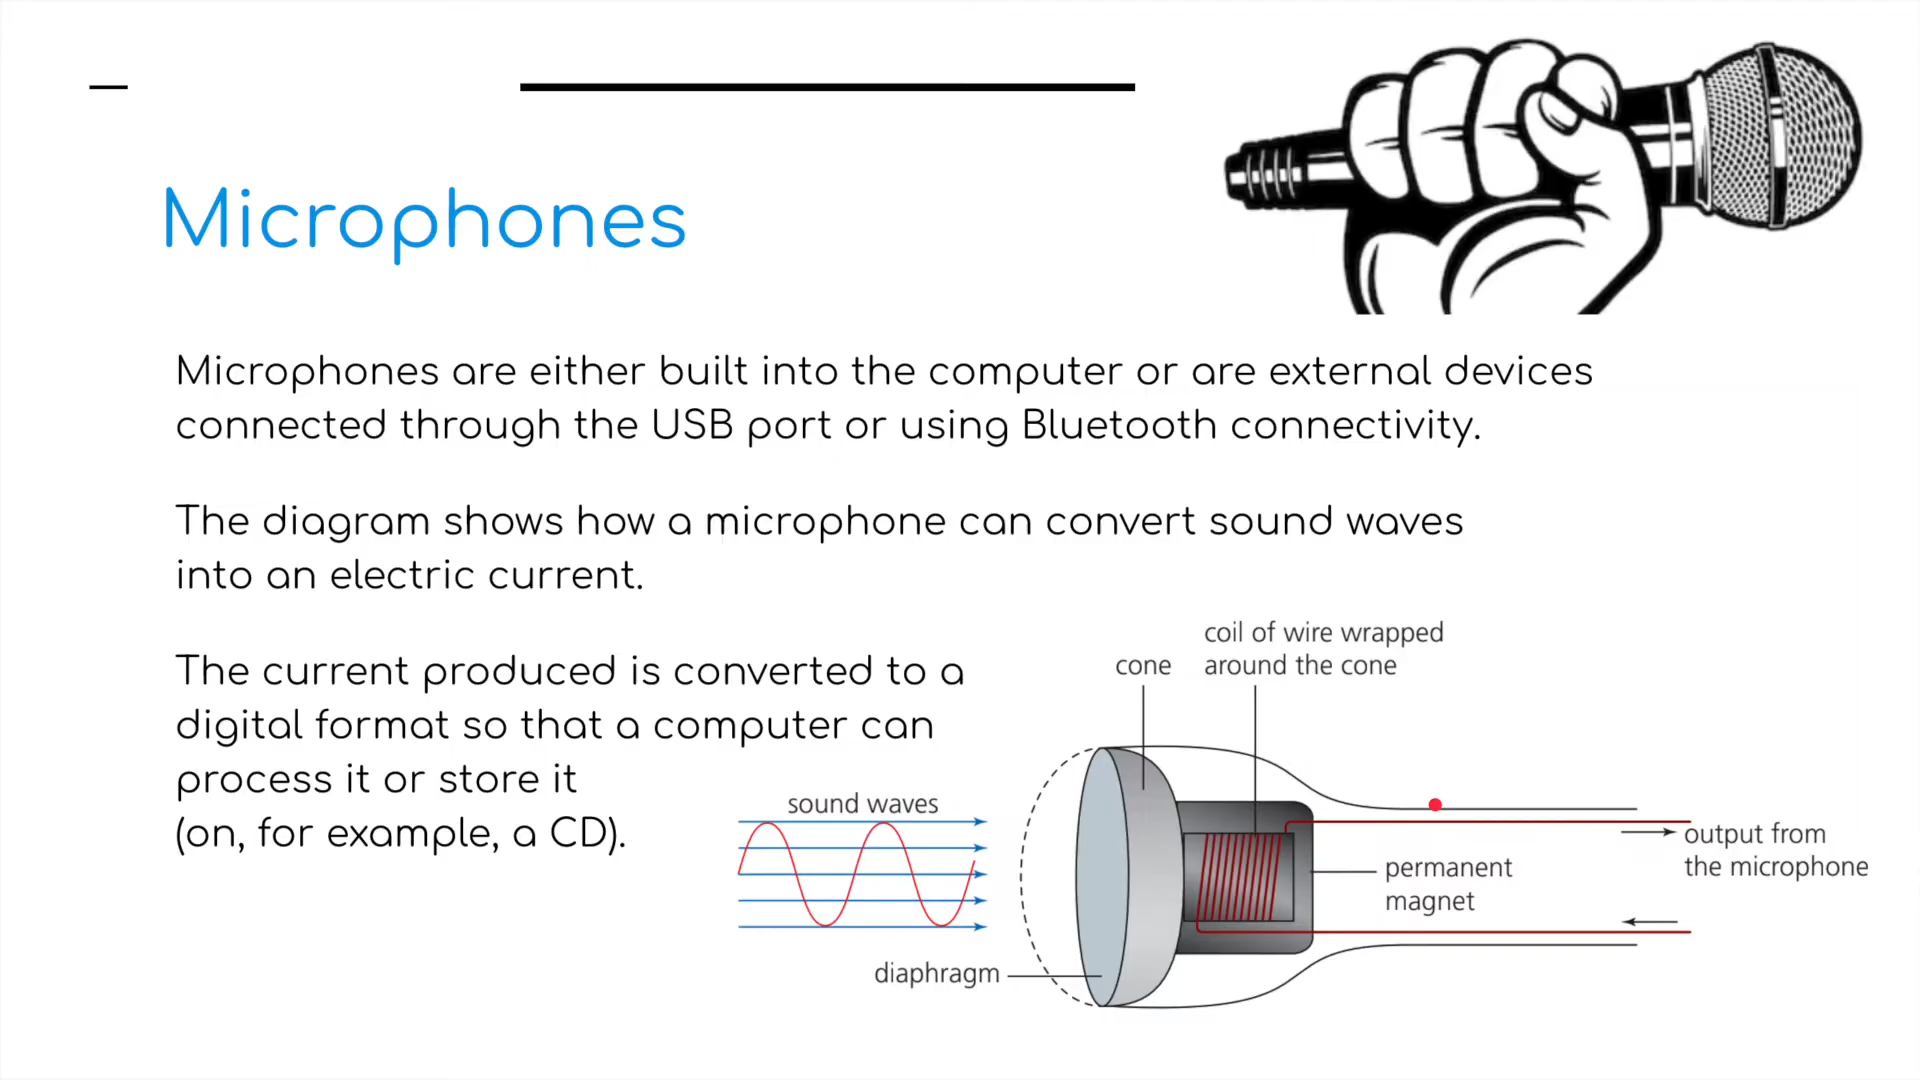 Microphones
Microphones are either built into the computer or are external devices
connected through the USB port or using Bluetooth connectivity.
The diagram shows how a microphone can convert sound waves
into an electric current.
The current produced is converted to a
digital format so that a computer can
process it or store it
(on, for example, a CD).
coil of wire wrapped
around the cone
cone
sound waves
output from
the microphone
permanent
magnet
diaphragm